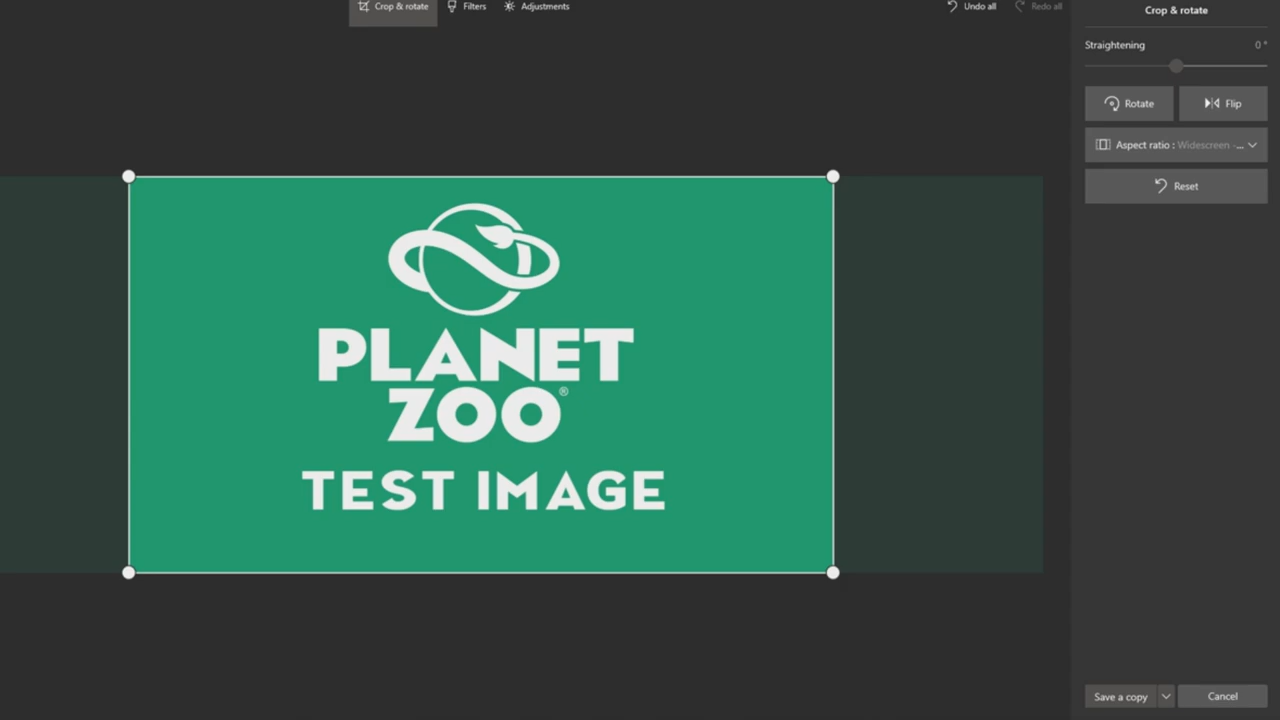 Crop & rotate
Filters
Adjustments
Undo all
Redo all
Crop & rotate
Straightening
0 °
Rotate
Flip
Aspect ratio : Widescreen -...
Reset
PLANET
ZOO®
TEST IMAGE
Save a copy
Cancel